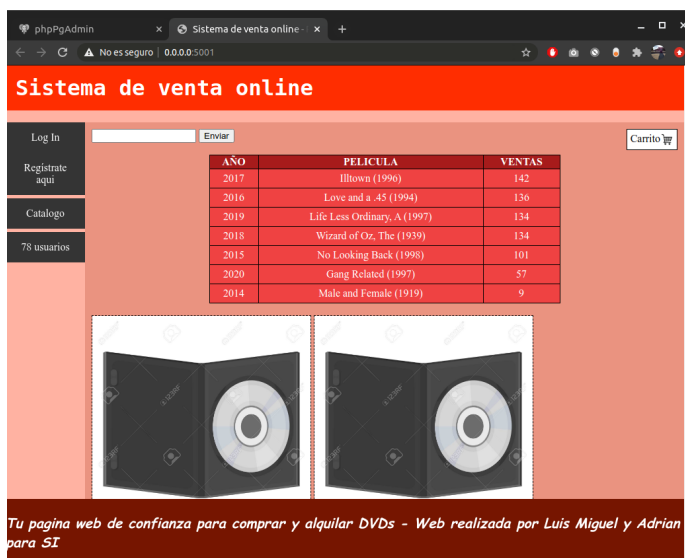 phpPgAdmin
Sistema de venta online -
No es seguro
0.0.0.0:5001
Sistema de venta online
Log In
Enviar
Carrito
Regístrate
aqui
Catalogo
78 usuarios
AÑO PELICULA VENTAS
2017 Illtown (1996) 142
2016 Love and a .45 (1994) 136
2019 Life Less Ordinary, A (1997) 134
2018 Wizard of Oz, The (1939) 134
2015 No Looking Back (1998) 101
2020 Gang Related (1997) 57
2014 Male and Female (1919) 9
Tu pagina web de confianza para comprar y alquilar DVDs - Web realizada por Luis Miguel y Adrian
para SI